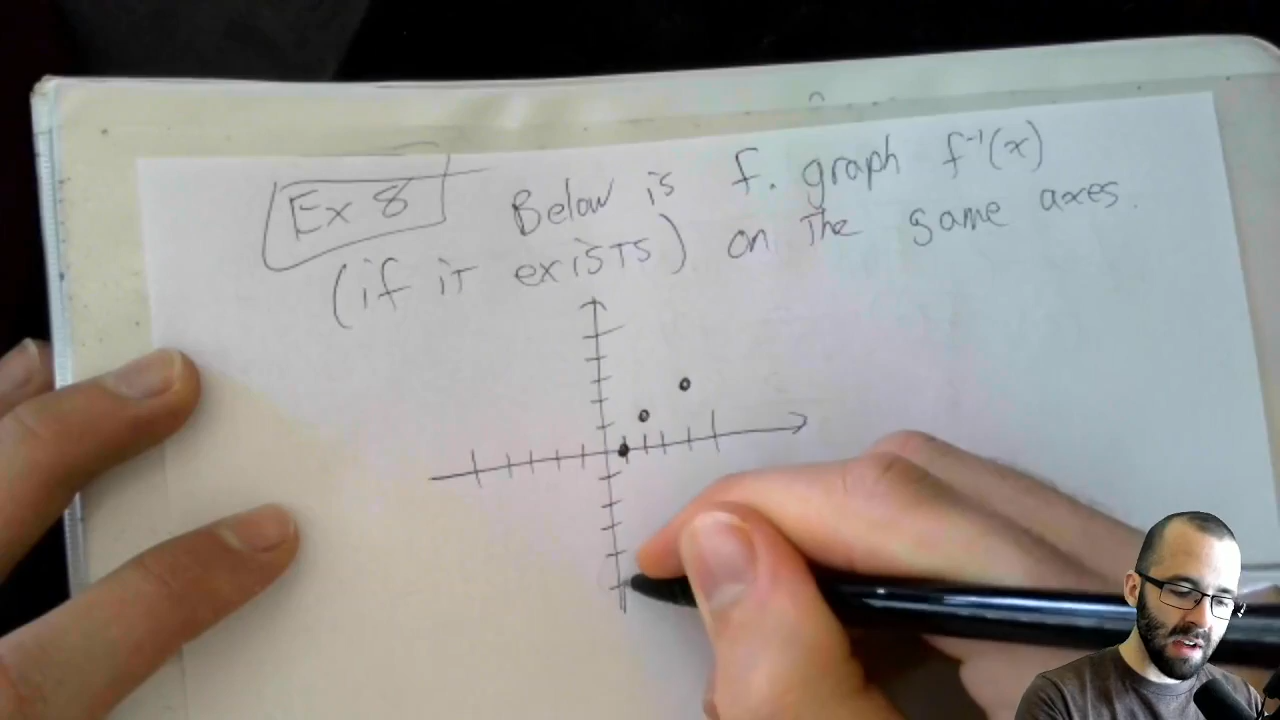 Ex 8 Below is f. graph f⁻¹(x)
(if it exists) on the same axes.